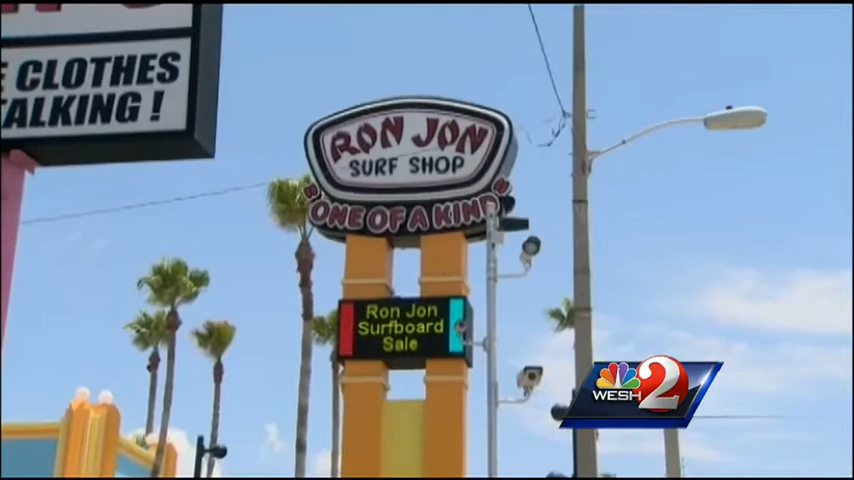 E CLOTHES
ALKING !
RON JON
SURF SHOP
ONE OF A KIND
Ron Jon
Surfboard
Sale
WESH 2